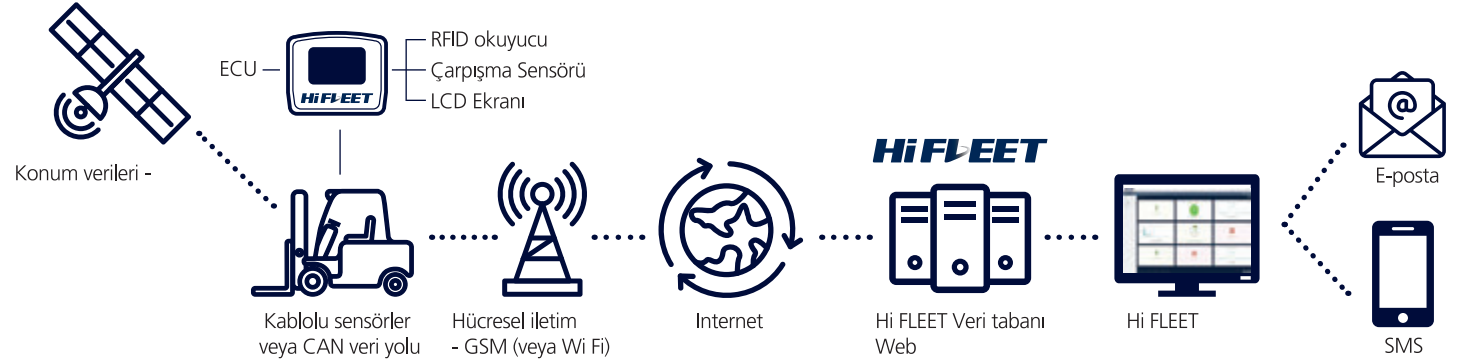 ECU
RFID okuyucu
Çarpışma Sensörü
LCD Ekranı
HiFLEET
Konum verileri -
Kablolu sensörler
veya CAN veri yolu
Hücresel iletim
- GSM (veya Wi Fi)
Internet
HiFLEET
Hi FLEET Veri tabanı
Web
Hi FLEET
@
E-posta
SMS